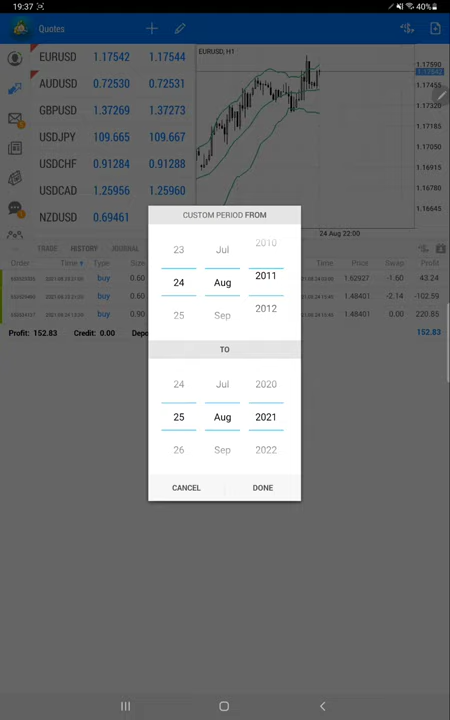 19:37
40%
Quotes
EURUSD 1.17542 1.17544
AUDUSD 0.72530 0.72531
GBPUSD 1.37269 1.37273
USDJPY 109.665 109.667
USDCHF 0.91284 0.91288
USDCAD 1.25956 1.25960
NZDUSD 0.69461
EURUSD, H1
1.17590
1.17542
1.17455
1.17320
1.17185
1.17050
1.16915
1.16780
1.16645
24 Aug 22:00
TRADE HISTORY JOURNAL
Order Time Type Size Time Price Swap Profit
buy 0.60 1.62927 -1.60 43.24
buy 0.60 1.48401 -2.14 -102.59
buy 0.90 1.48401 0.00 220.85
Profit: 152.83 Credit: 0.00 Depo 152.83
CUSTOM PERIOD FROM
23 Jul 2010
24 Aug 2011
25 Sep 2012
TO
24 Jul 2020
25 Aug 2021
26 Sep 2022
CANCEL DONE